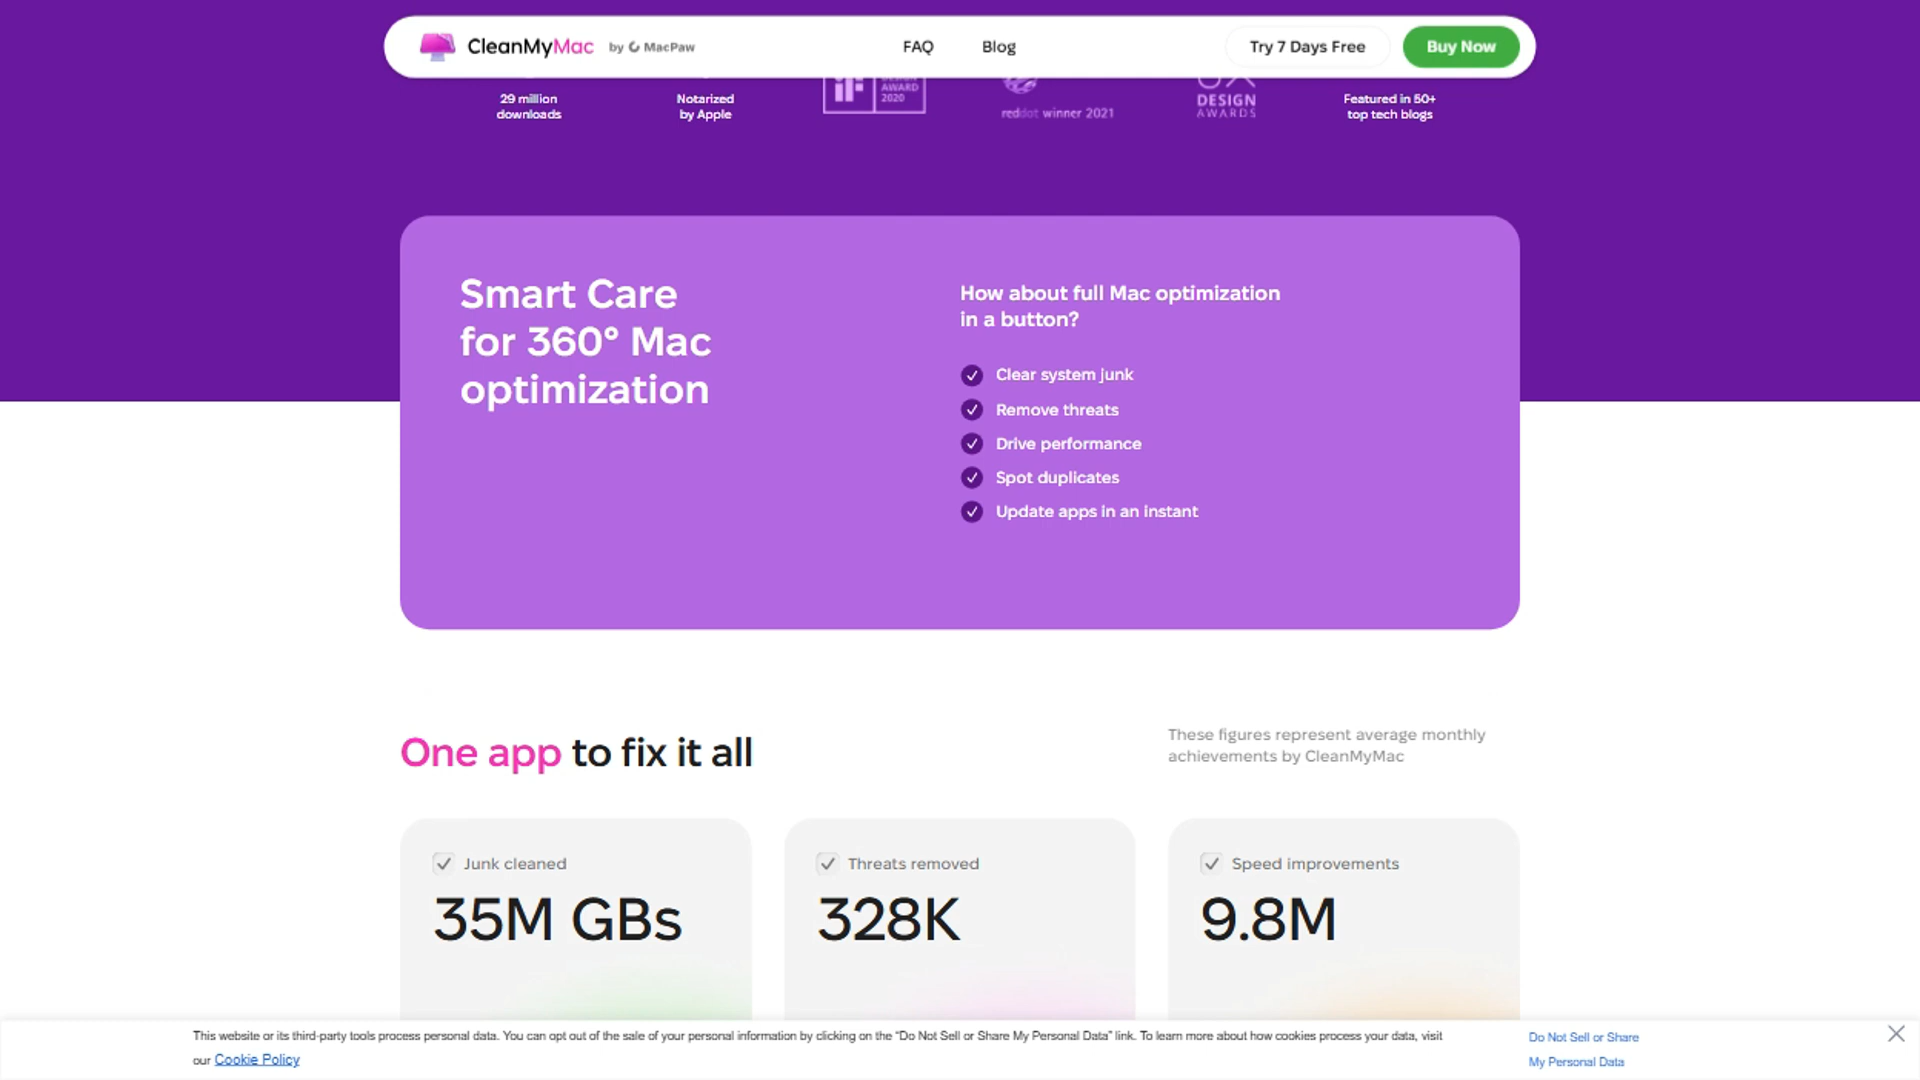 CleanMyMac by MacPaw
FAQ
Blog
Try 7 Days Free
Buy Now
29 million
downloads
Notarized
by Apple
iF
AWARD
2020
reddot winner 2021
DESIGN
AWARDS
Featured in 50+
top tech blogs
Smart Care
for 360° Mac
optimization
How about full Mac optimization
in a button?
Clear system junk
Remove threats
Drive performance
Spot duplicates
Update apps in an instant
One app to fix it all
These figures represent average monthly
achievements by CleanMyMac
Junk cleaned
35M GBs
Threats removed
328K
Speed improvements
9.8M
This website or its third-party tools process personal data. You can opt out of the sale of your personal information by clicking on the “Do Not Sell or Share My Personal Data” link. To learn more about how cookies process your data, visit
our Cookie Policy
Do Not Sell or Share
My Personal Data